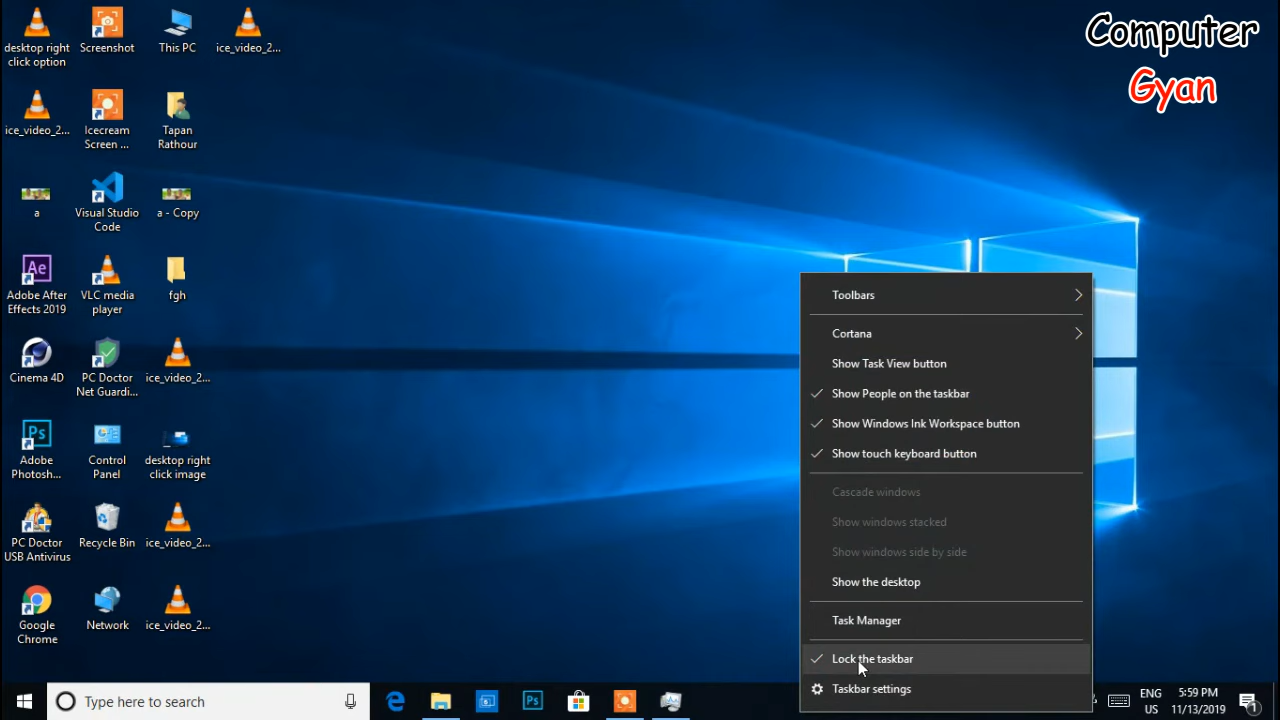 desktop right
click option
Screenshot
This PC
ice_video_2...
ice_video_2...
Icecream
Screen ...
Tapan
Rathour
a
Visual Studio
Code
a - Copy
Ae
Adobe After
Effects 2019
VLC media
player
fgh
Cinema 4D
PC Doctor
Net Guardi...
ice_video_2...
Ps
Adobe
Photosh...
Control
Panel
desktop right
click image
PC Doctor
USB Antivirus
Recycle Bin
ice_video_2...
Google
Chrome
Network
ice_video_2...
Computer
Gyan
Toolbars
Cortana
Show Task View button
Show People on the taskbar
Show Windows Ink Workspace button
Show touch keyboard button
Cascade windows
Show windows stacked
Show windows side by side
Show the desktop
Task Manager
Lock the taskbar
Taskbar settings
Type here to search
Ps
ENG
US
5:59 PM
11/13/2019
1